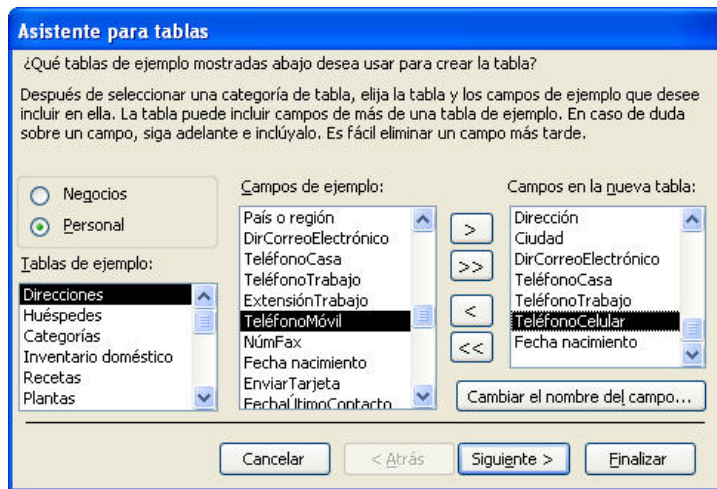 Asistente para tablas
¿Qué tablas de ejemplo mostradas abajo desea usar para crear la tabla?
Después de seleccionar una categoría de tabla, elija la tabla y los campos de ejemplo que desee
incluir en ella. La tabla puede incluir campos de más de una tabla de ejemplo. En caso de duda
sobre un campo, siga adelante e inclúyalo. Es fácil eliminar un campo más tarde.
Negocios
Personal
Tablas de ejemplo:
Direcciones
Huéspedes
Categorías
Inventario doméstico
Recetas
Plantas
Campos de ejemplo:
País o región
DirCorreoElectrónico
TeléfonoCasa
TeléfonoTrabajo
ExtensiónTrabajo
TeléfonoMóvil
NúmFax
Fecha nacimiento
EnviarTarjeta
FechaÚltimoContacto
>
>>
<
<<
Campos en la nueva tabla:
Dirección
Ciudad
DirCorreoElectrónico
TeléfonoCasa
TeléfonoTrabajo
TeléfonoCelular
Fecha nacimiento
Cambiar el nombre del campo...
Cancelar
< Atrás
Siguiente >
Finalizar